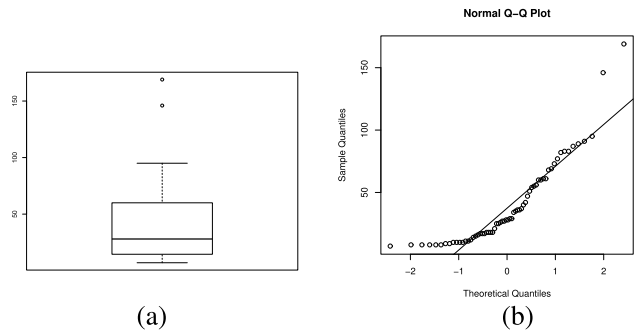 Normal Q−Q Plot
150
100
50
Sample Quantiles
150
100
50
−2 −1 0 1 2
Theoretical Quantiles
(a) (b)